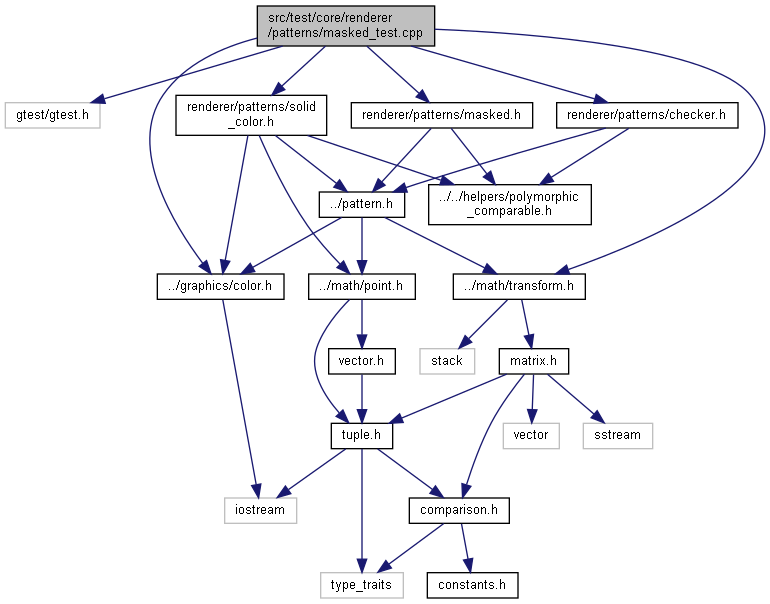 src/test/core/renderer
/patterns/masked_test.cpp
gtest/gtest.h
renderer/patterns/solid
_color.h
renderer/patterns/masked.h
renderer/patterns/checker.h
../pattern.h
../../helpers/polymorphic
_comparable.h
../graphics/color.h
../math/point.h
../math/transform.h
vector.h
stack
matrix.h
tuple.h
vector
sstream
iostream
comparison.h
type_traits
constants.h